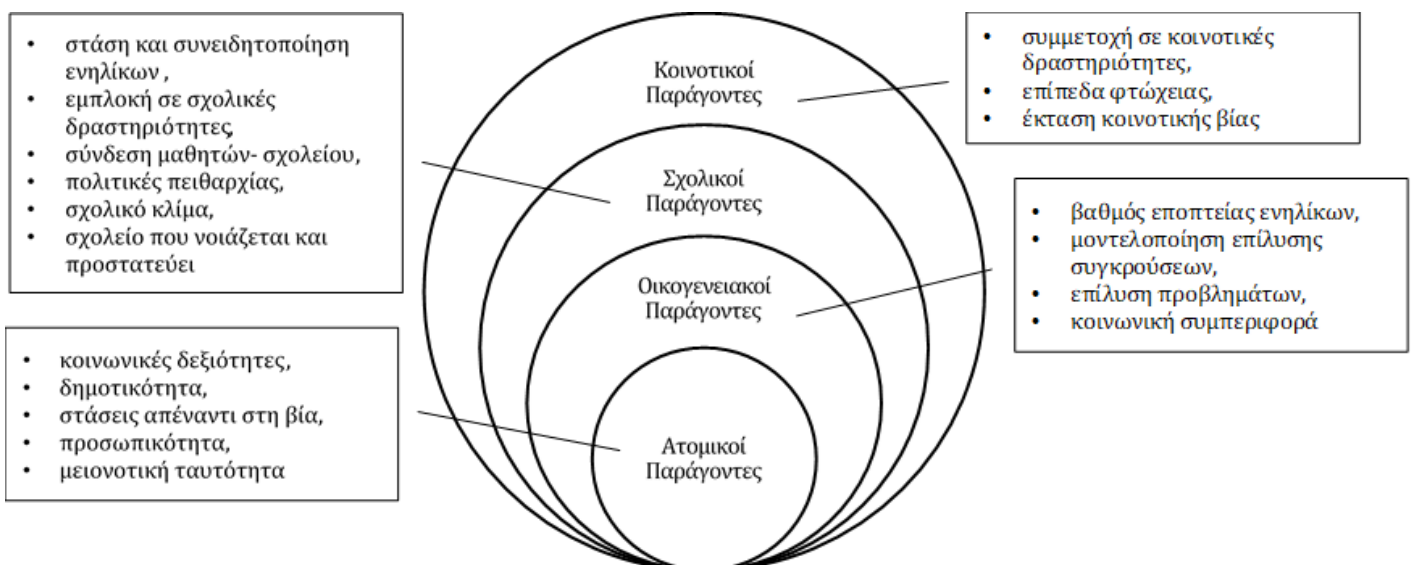 • στάση και συνειδητοποίηση
ενηλίκων ,
• εμπλοκή σε σχολικές
δραστηριότητες,
• σύνδεση μαθητών- σχολείου,
• πολιτικές πειθαρχίας,
• σχολικό κλίμα,
• σχολείο που νοιάζεται και
προστατεύει
• κοινωνικές δεξιότητες,
• δημοτικότητα,
• στάσεις απέναντι στη βία,
• προσωπικότητα,
• μειονοτική ταυτότητα
Κοινοτικοί
Παράγοντες
Σχολικοί
Παράγοντες
Οικογενειακοί
Παράγοντες
Ατομικοί
Παράγοντες
• συμμετοχή σε κοινοτικές
δραστηριότητες,
• επίπεδα φτώχειας,
• έκταση κοινοτικής βίας
• βαθμός εποπτείας ενηλίκων,
• μοντελοποίηση επίλυσης
συγκρούσεων,
• επίλυση προβλημάτων,
• κοινωνική συμπεριφορά